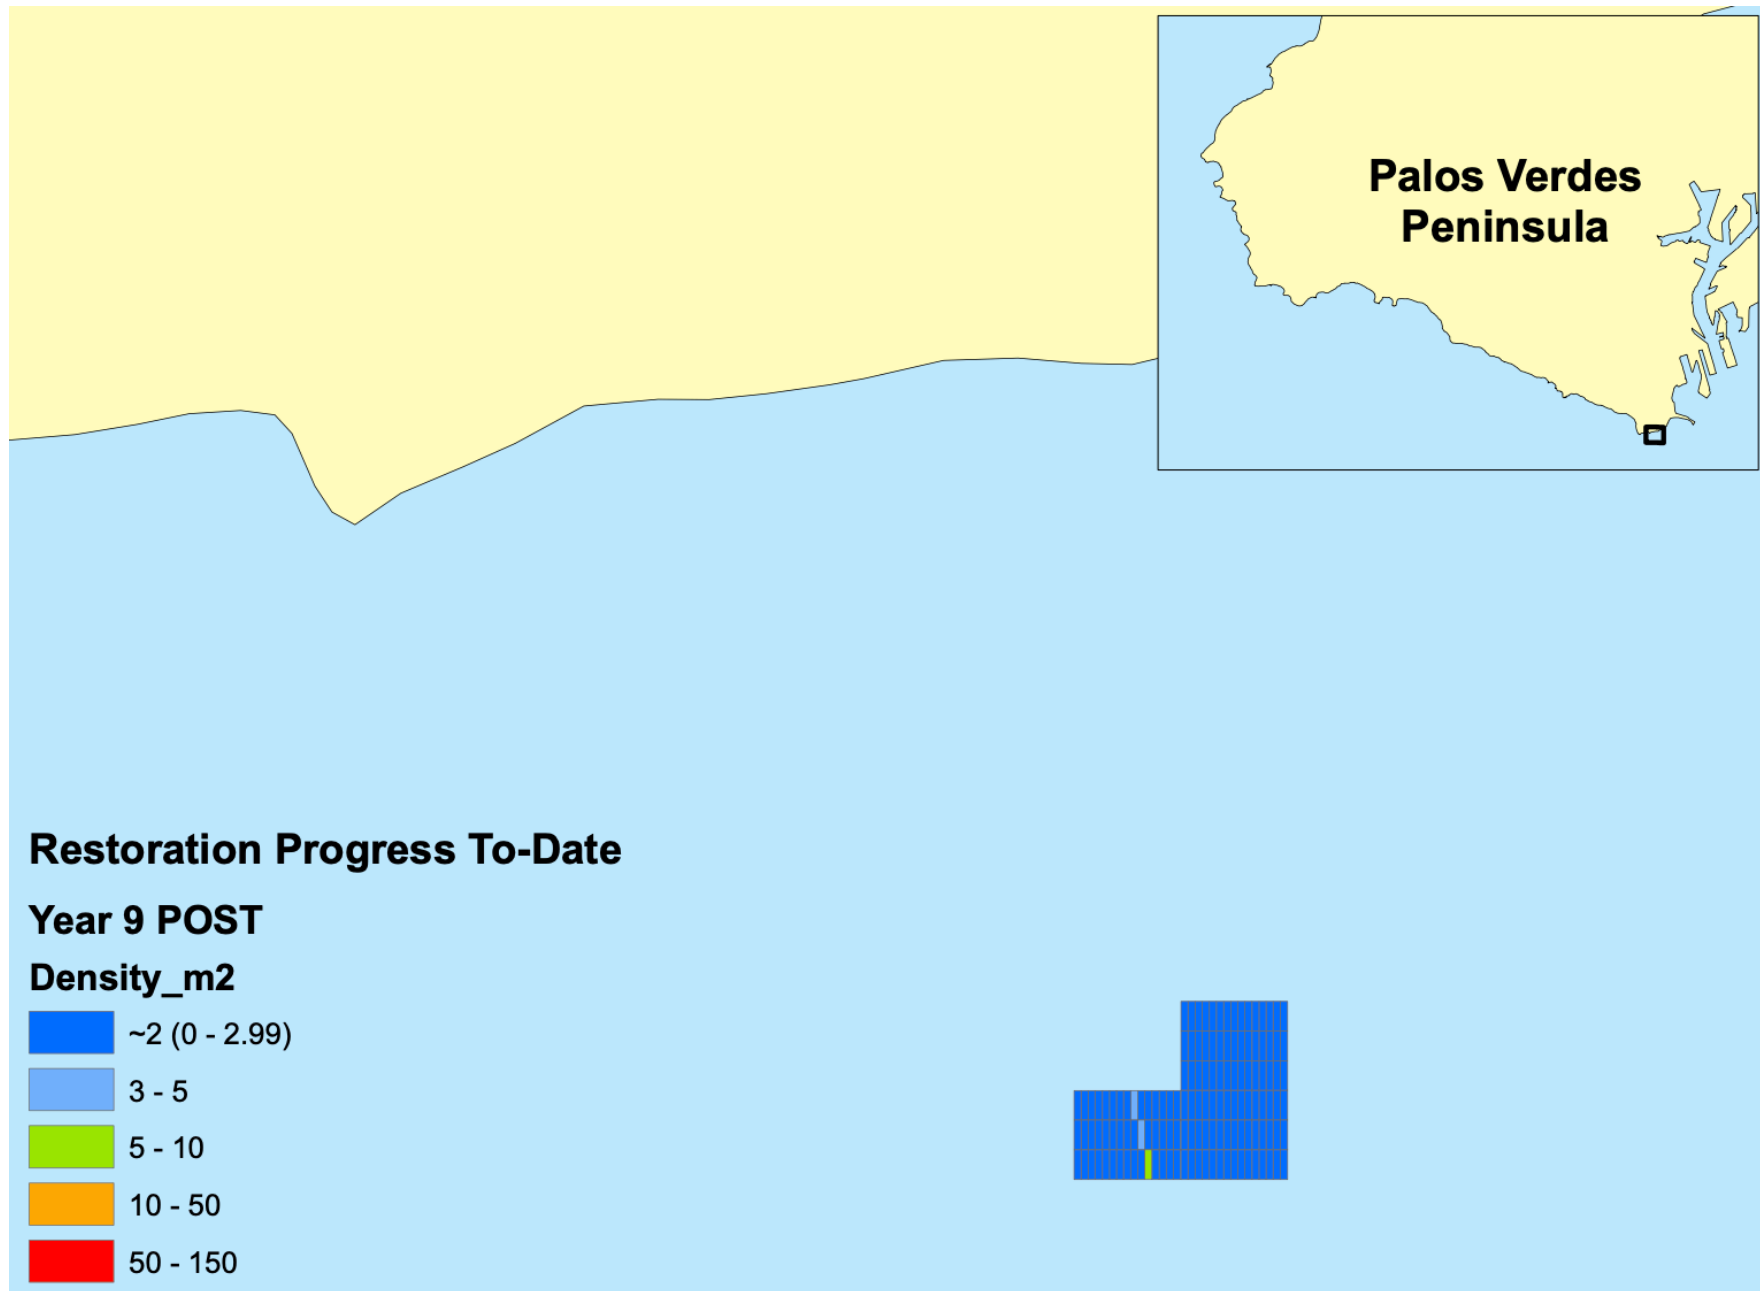 Palos Verdes
Peninsula
Restoration Progress To-Date
Year 9 POST
Density_m2
~2 (0 - 2.99)
3 - 5
5 - 10
10 - 50
50 - 150